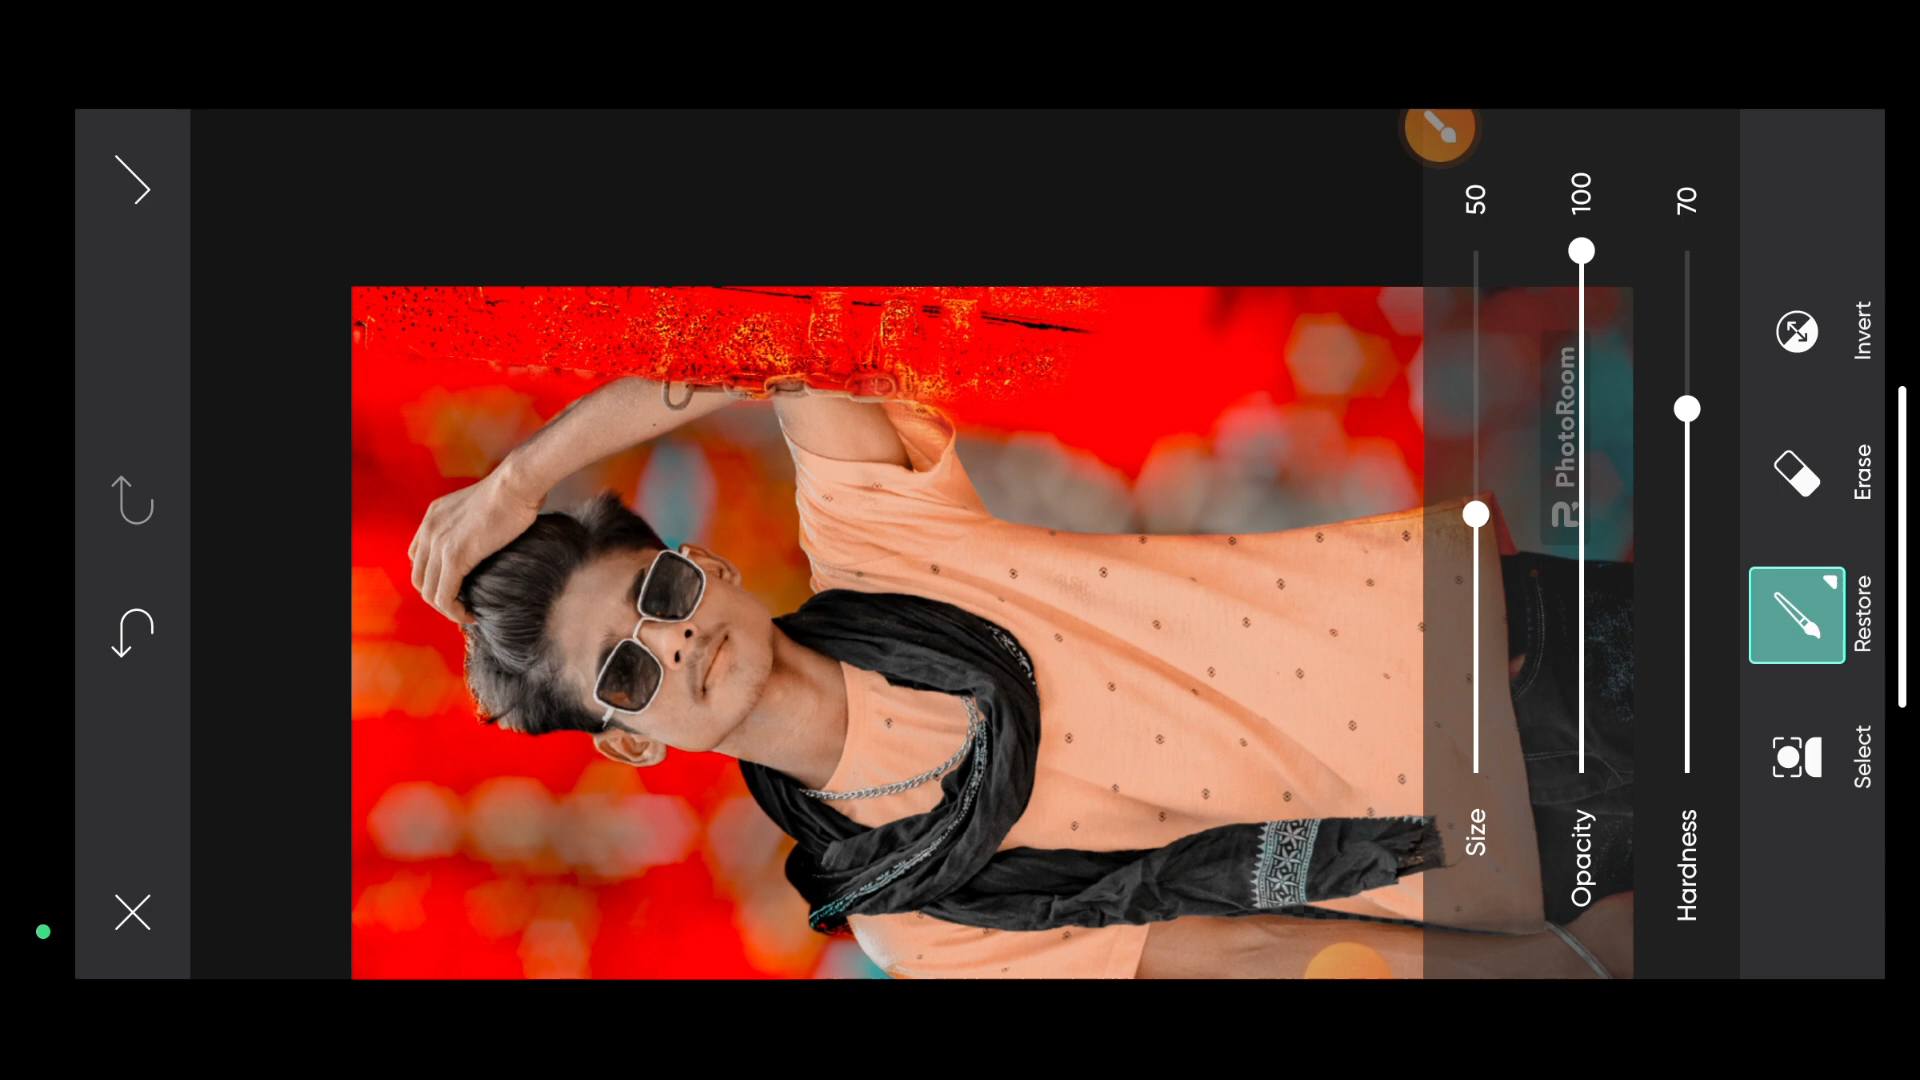 Size 50
Opacity 100
Hardness 70
Select
Restore
Erase
Invert
PhotoRoom